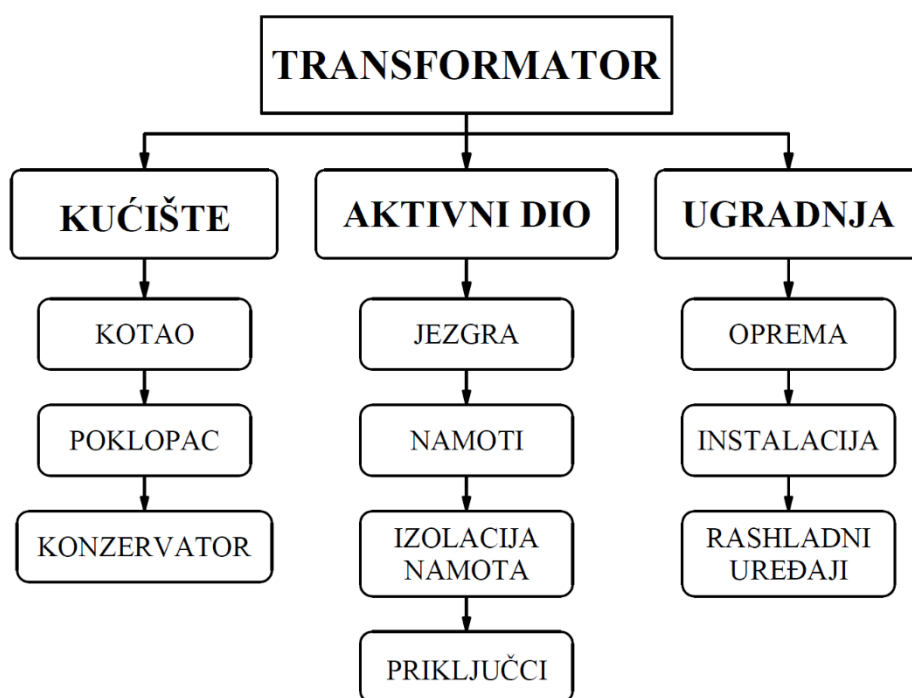 TRANSFORMATOR
KUĆIŠTE
AKTIVNI DIO
UGRADNJA
KOTAO
JEZGRA
OPREMA
POKLOPAC
NAMOTI
INSTALACIJA
KONZERVATOR
IZOLACIJA
NAMOTA
RASHLADNI
UREĐAJI
PRIKLJUČCI